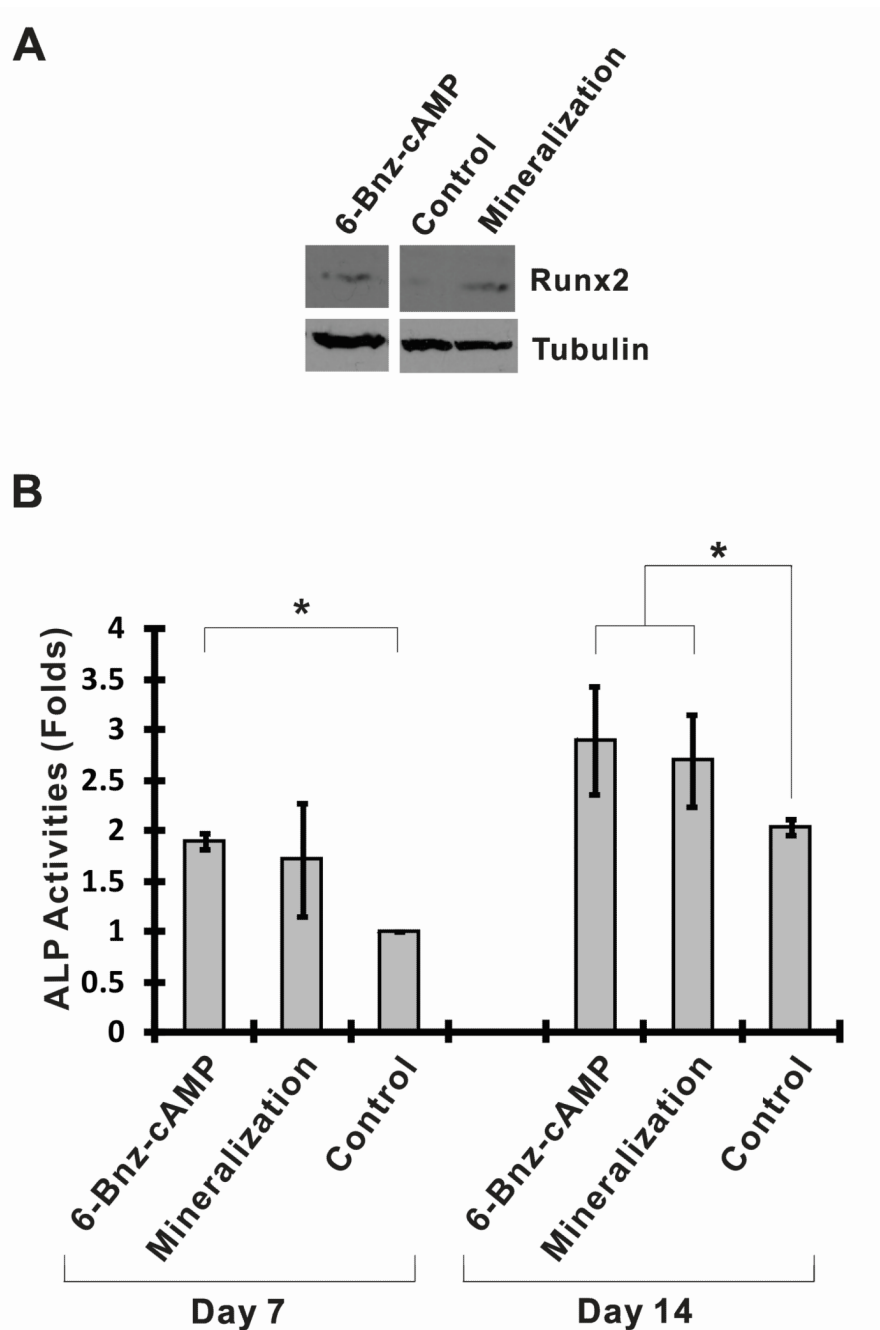 A
6-Bnz-cAMP
Control
Mineralization
Runx2
Tubulin
B
*
*
ALP Activities (Folds)
4
3.5
3
2.5
2
1.5
1
0.5
0
6-Bnz-cAMP
Mineralization
Control
6-Bnz-cAMP
Mineralization
Control
Day 7
Day 14